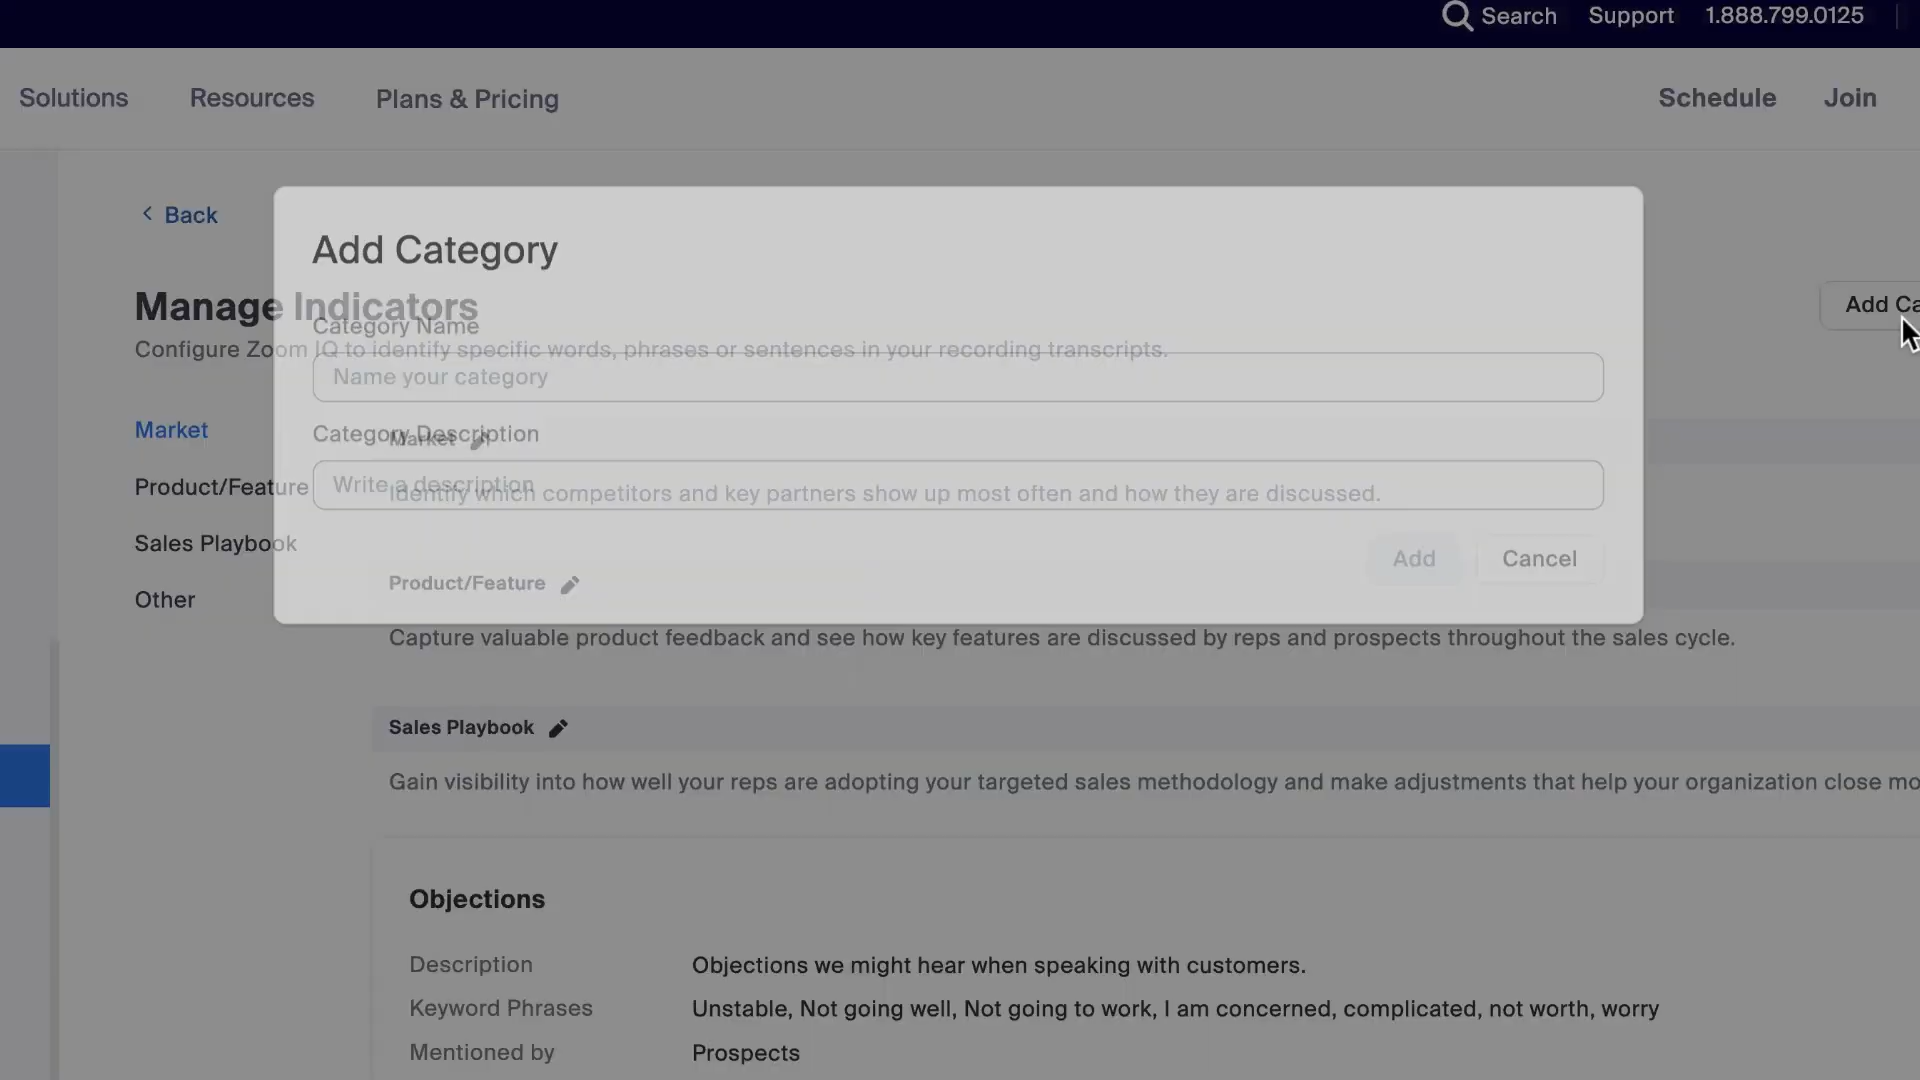 Search Support 1.888.799.0125
Solutions Resources Plans & Pricing Schedule Join
Back
Add Category
Manage Indicators
Add Ca
Category Name
Configure Zoom IQ to identify specific words, phrases or sentences in your recording transcripts.
Name your category
Market
Category Description
Market
Product/Feature
Write a description
Identify which competitors and key partners show up most often and how they are discussed.
Sales Playbook
Add Cancel
Product/Feature
Other
Capture valuable product feedback and see how key features are discussed by reps and prospects throughout the sales cycle.
Sales Playbook
Gain visibility into how well your reps are adopting your targeted sales methodology and make adjustments that help your organization close mo
Objections
Description Objections we might hear when speaking with customers.
Keyword Phrases Unstable, Not going well, Not going to work, I am concerned, complicated, not worth, worry
Mentioned by Prospects